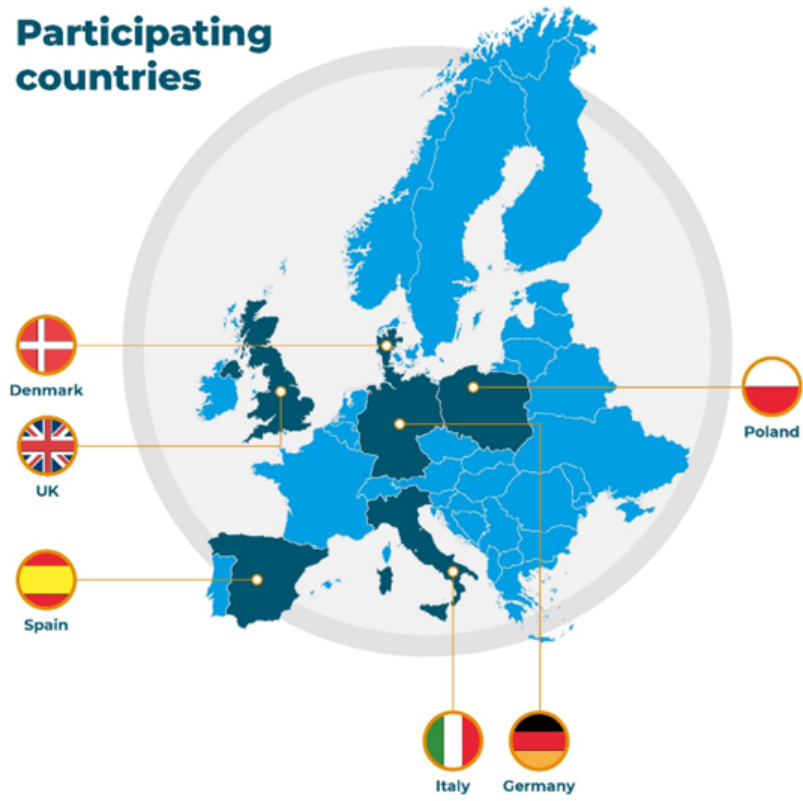 Participating
countries
Denmark
UK
Poland
Spain
Italy
Germany